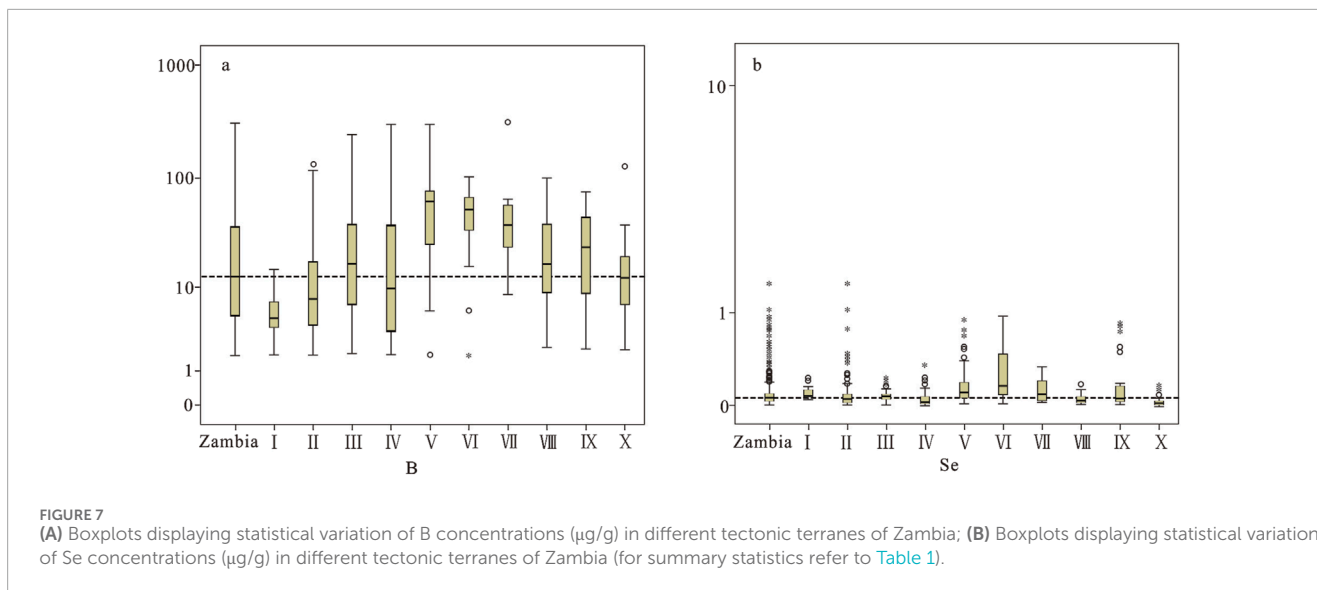 a
1000
100
10
1
0
Zambia I II III IV V VI VII VIII IX X
B
b
10
1
0
Zambia I II III IV V VI VII VIII IX X
Se
FIGURE 7
(A) Boxplots displaying statistical variation of B concentrations (µg/g) in different tectonic terranes of Zambia; (B) Boxplots displaying statistical variation
of Se concentrations (µg/g) in different tectonic terranes of Zambia (for summary statistics refer to Table 1).